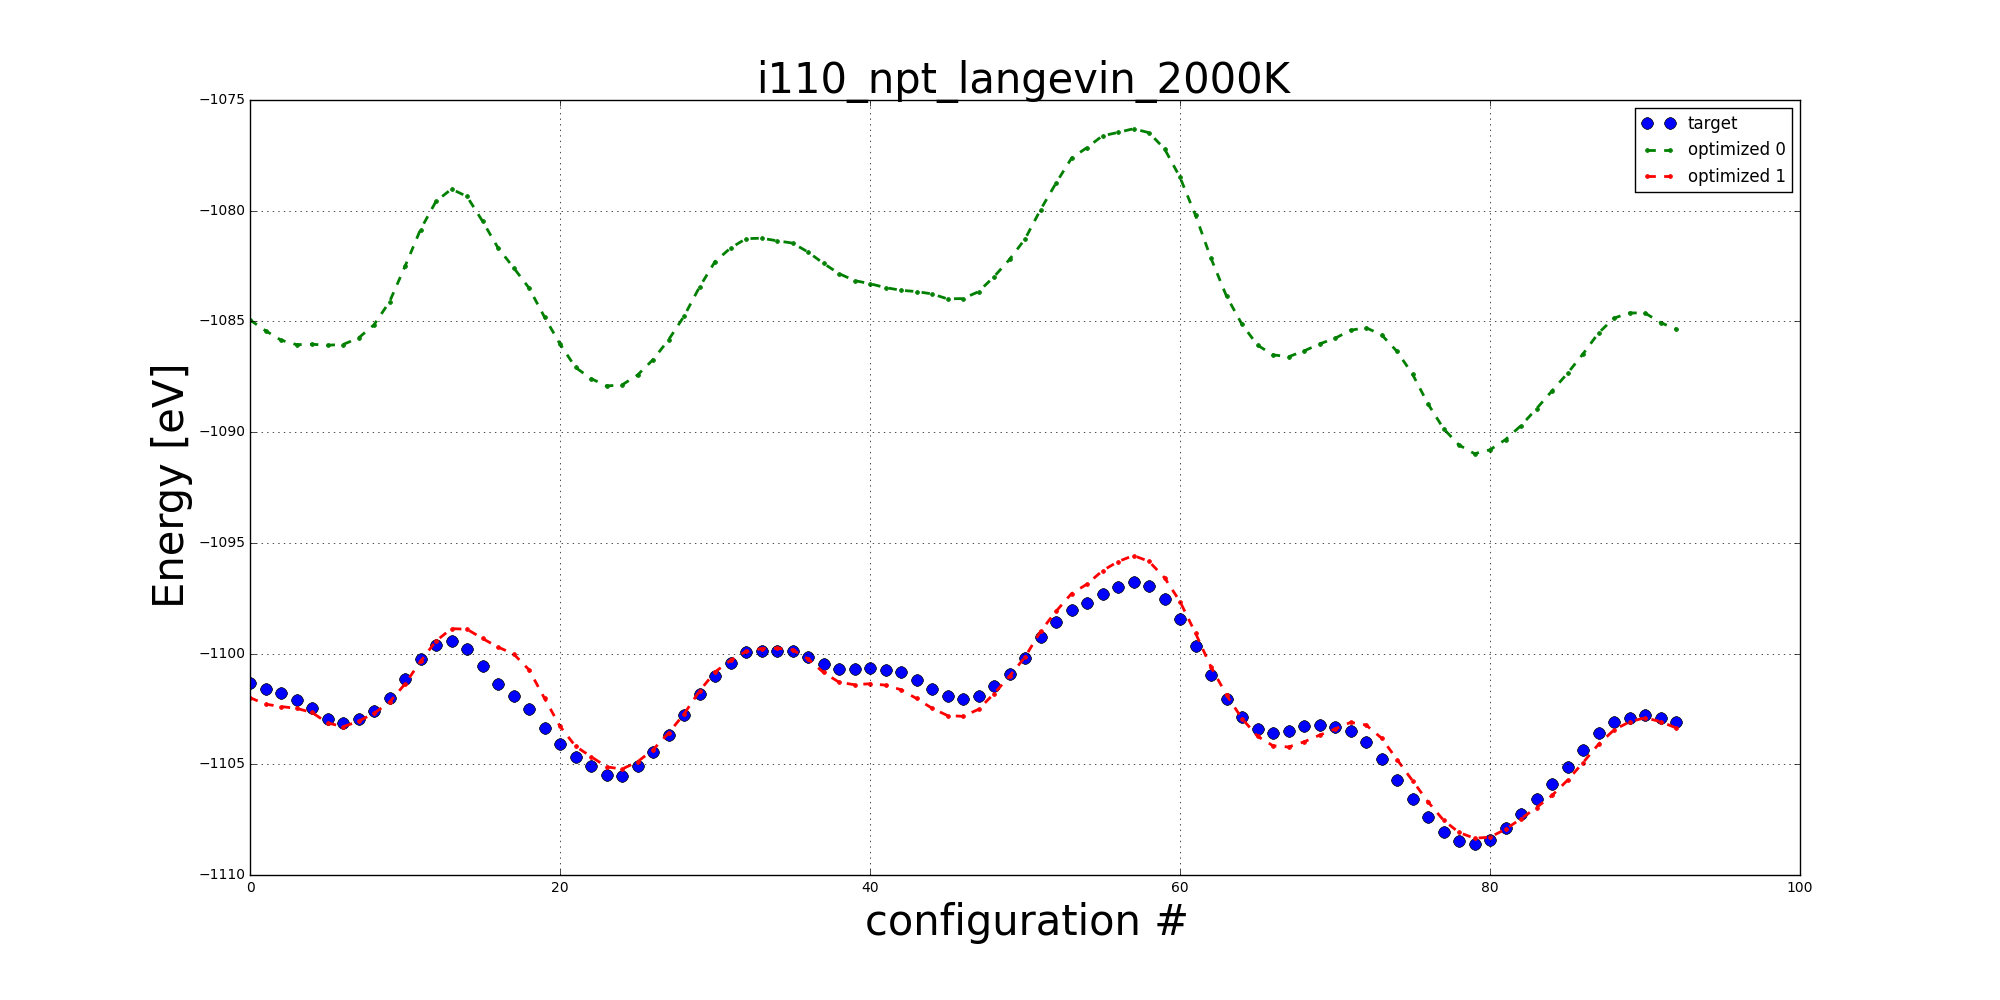 i110_npt_langevin_2000K
−1075
−1080
−1085
−1090
−1095
−1100
−1105
−1110
Energy [eV]
target
optimized 0
optimized 1
0 20 40 60 80 100
configuration #